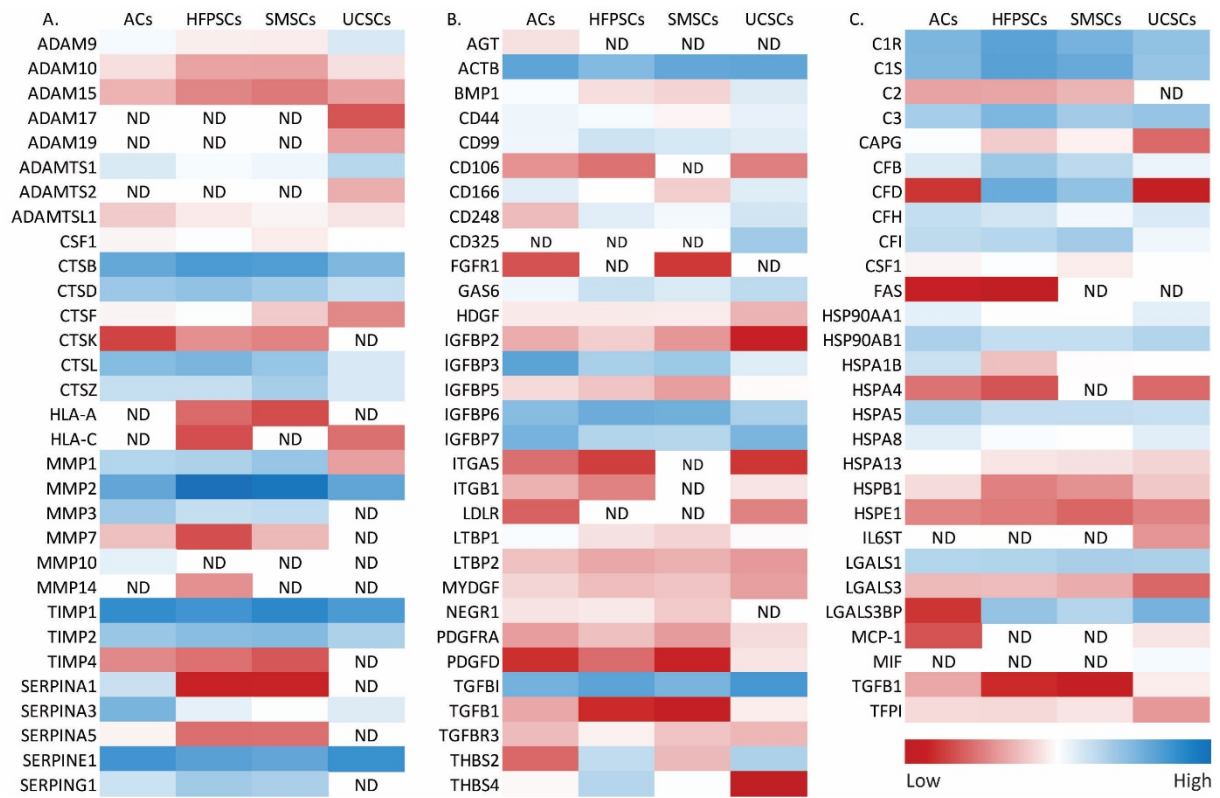 A. ACs HFPSCs SMSCs UCSCs
ADAM9
ADAM10
ADAM15
ADAM17 ND ND ND
ADAM19 ND ND ND
ADAMTS1
ADAMTS2 ND ND ND
ADAMTSL1
CSF1
CTSB
CTSD
CTSF
CTSK ND
CTSL
CTSZ
HLA-A ND ND
HLA-C ND ND
MMP1
MMP2
MMP3 ND
MMP7 ND
MMP10 ND ND ND
MMP14 ND ND ND
TIMP1
TIMP2
TIMP4 ND
SERPINA1 ND
SERPINA3
SERPINA5 ND
SERPINE1
SERPING1 ND
B. ACs HFPSCs SMSCs UCSCs
AGT ND ND ND
ACTB
BMP1
CD44
CD99
CD106 ND
CD166
CD248
CD325 ND ND ND
FGFR1 ND ND
GAS6
HDGF
IGFBP2
IGFBP3
IGFBP5
IGFBP6
IGFBP7
ITGA5 ND
ITGB1 ND
LDLR ND ND
LTBP1
LTBP2
MYDGF
NEGR1 ND
PDGFRA
PDGFD
TGFBI
TGFB1
TGFBR3
THBS2
THBS4
C. ACs HFPSCs SMSCs UCSCs
C1R
C1S
C2 ND
C3
CAPG
CFB
CFD
CFH
CFI
CSF1
FAS ND ND
HSP90AA1
HSP90AB1
HSPA1B
HSPA4 ND
HSPA5
HSPA8
HSPA13
HSPB1
HSPE1
IL6ST ND ND ND
LGALS1
LGALS3
LGALS3BP
MCP-1 ND ND
MIF ND ND ND
TGFB1
TFPI
Low High